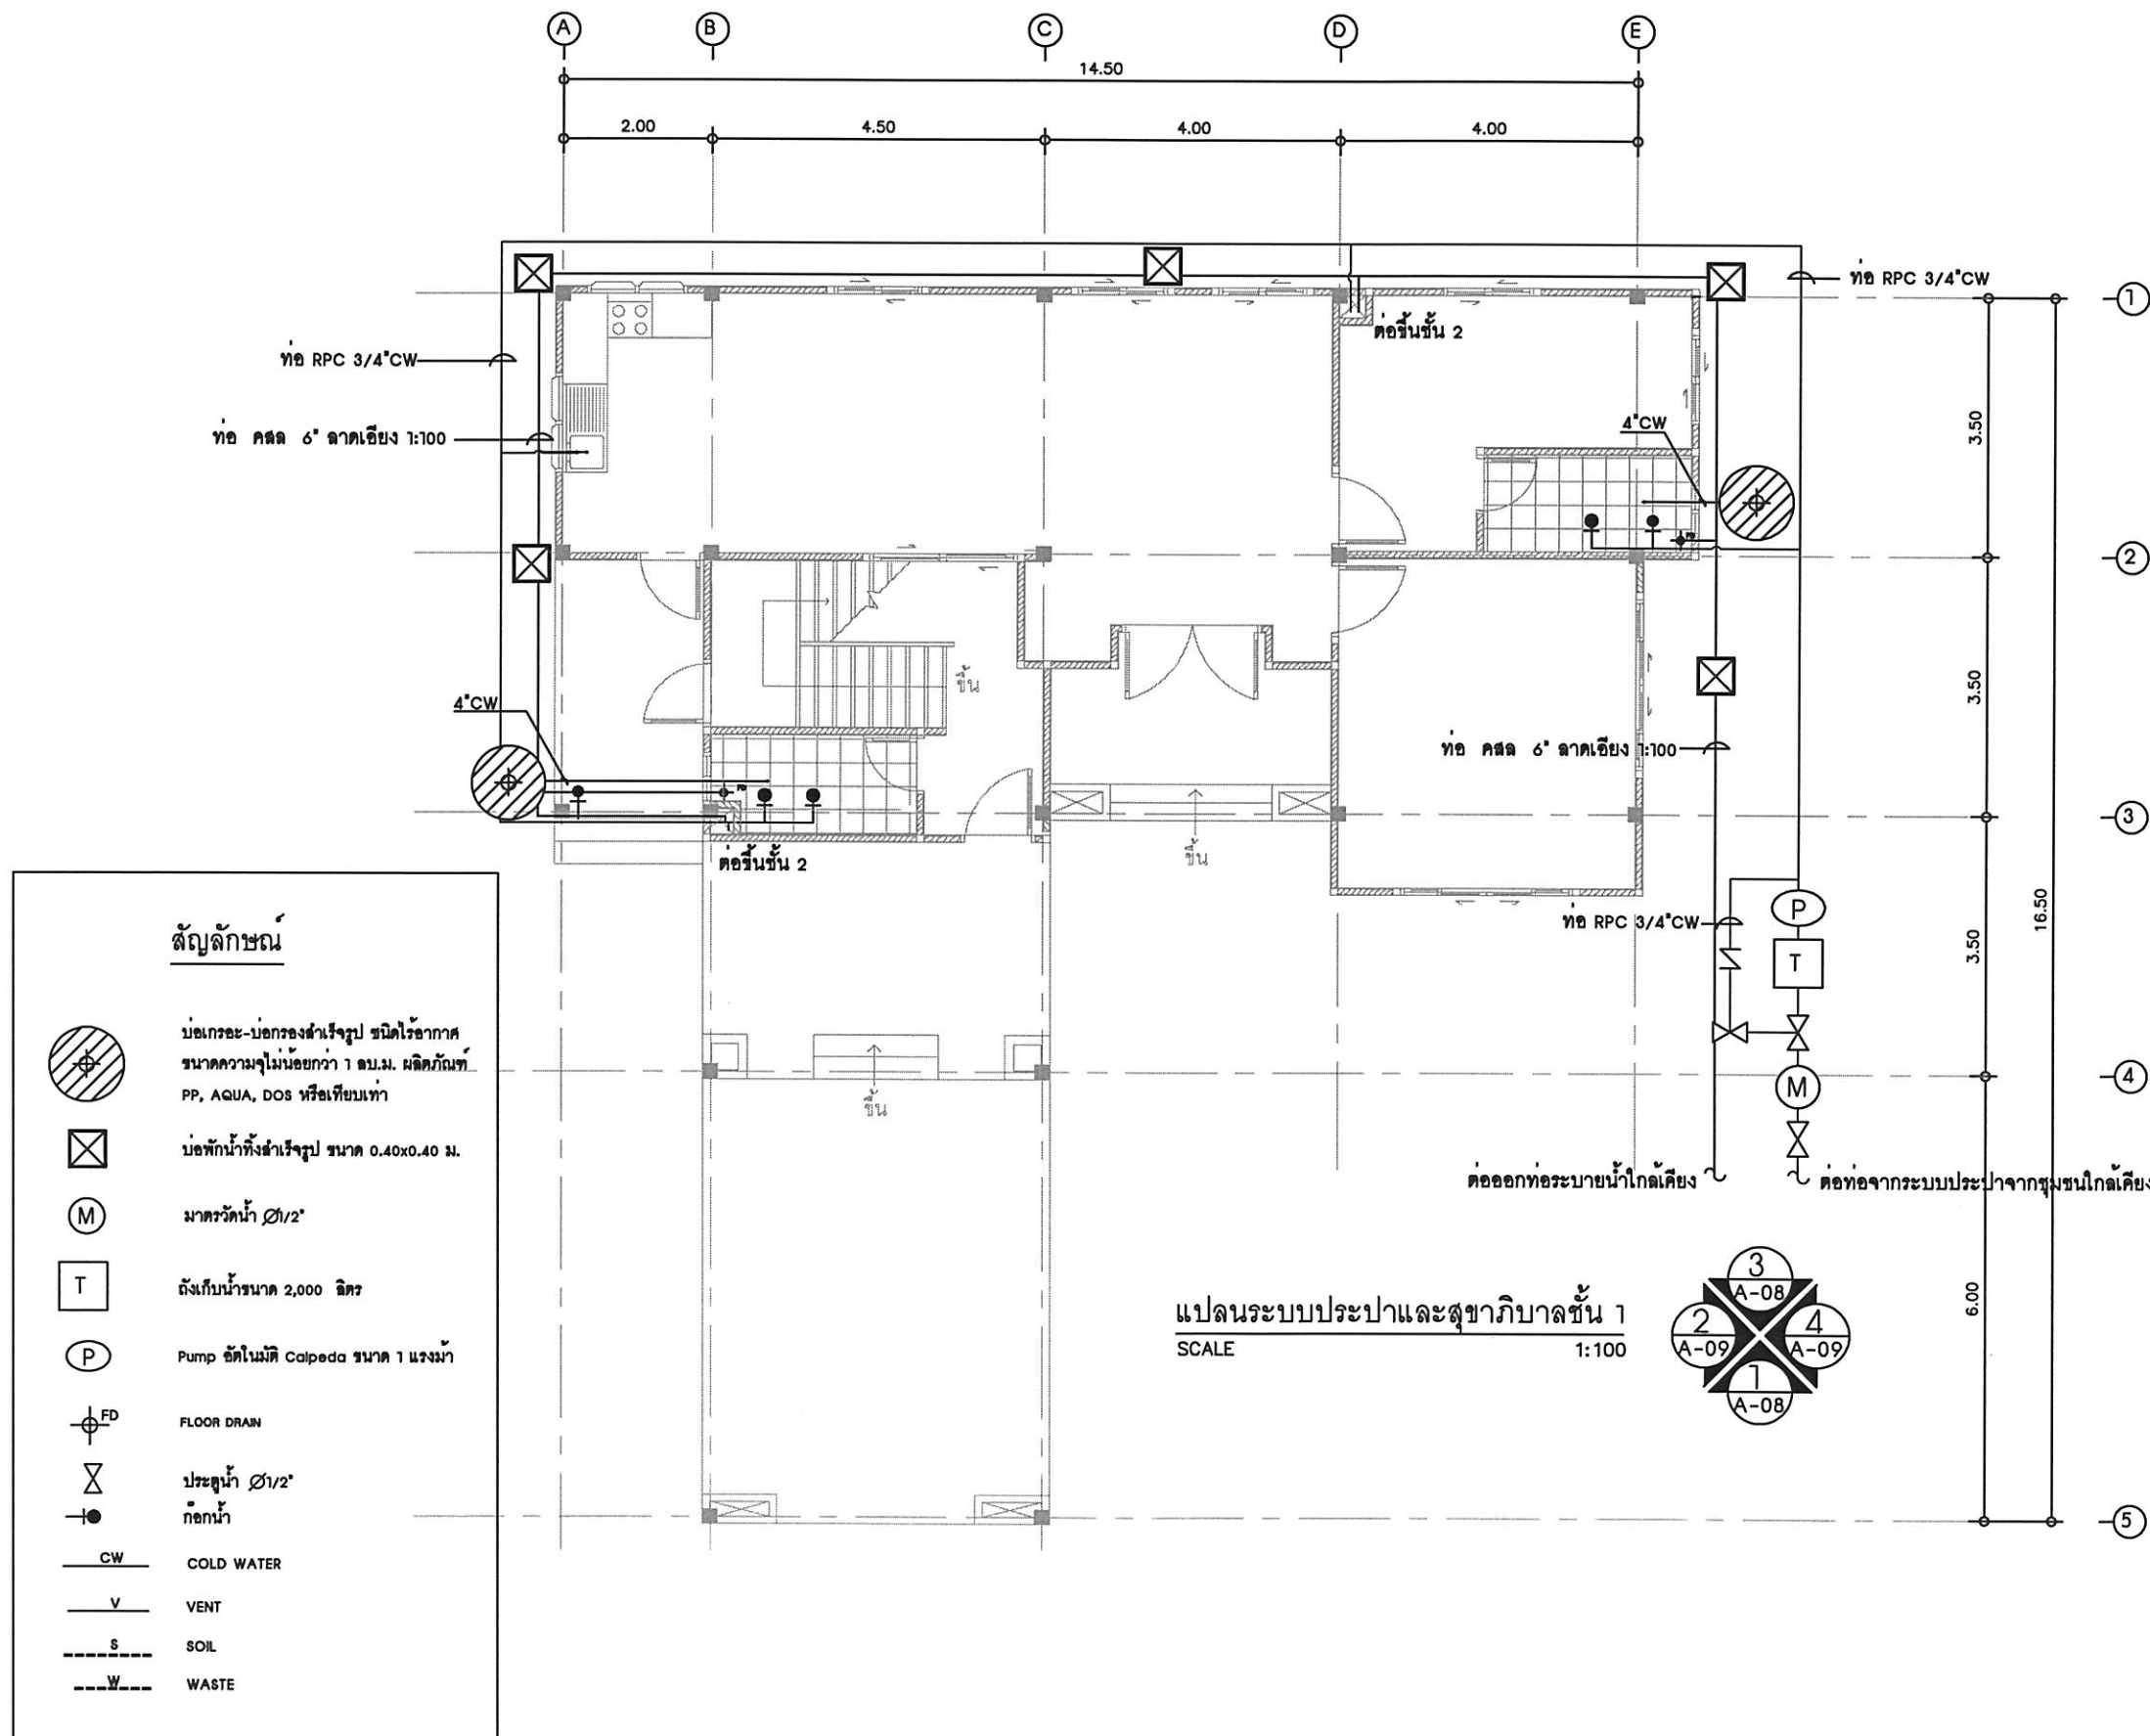 A B C D E
14.50
2.00 4.50 4.00 4.00
ท่อ RPC 3/4"CW
1
ต่อขึ้นชั้น 2
ท่อ RPC 3/4"CW
4"CW
3.50
ท่อ คสล 6" ลาดเอียง 1:100
FD
2
ขึ้น
3.50
4"CW
ท่อ คสล 6" ลาดเอียง 1:100
FD
3
ต่อขึ้นชั้น 2
ขึ้น
ท่อ RPC 3/4"CW
P
T
3.50
16.50
4
M
ขึ้น
ต่อออกท่อระบายน้ำใกล้เคียง
ต่อท่อจากระบบประปาจากชุมชนใกล้เคียง
6.00
5
สัญลักษณ์
บ่อเกรอะ-บ่อกรองสำเร็จรูป ชนิดไร้อากาศ
ขนาดความจุไม่น้อยกว่า 1 ลบ.ม. ผลิตภัณฑ์
PP, AQUA, DOS หรือเทียบเท่า
บ่อพักน้ำทิ้งสำเร็จรูป ขนาด 0.40x0.40 ม.
M มาตรวัดน้ำ Ø1/2"
T ถังเก็บน้ำขนาด 2,000 ลิตร
P Pump อัตโนมัติ Calpeda ขนาด 1 แรงม้า
FD FLOOR DRAIN
ประตูน้ำ Ø1/2"
ก๊อกน้ำ
CW COLD WATER
V VENT
S SOIL
W WASTE
แปลนระบบประปาและสุขาภิบาลชั้น 1
SCALE 1:100
3
A-08
2
A-09
4
A-09
1
A-08